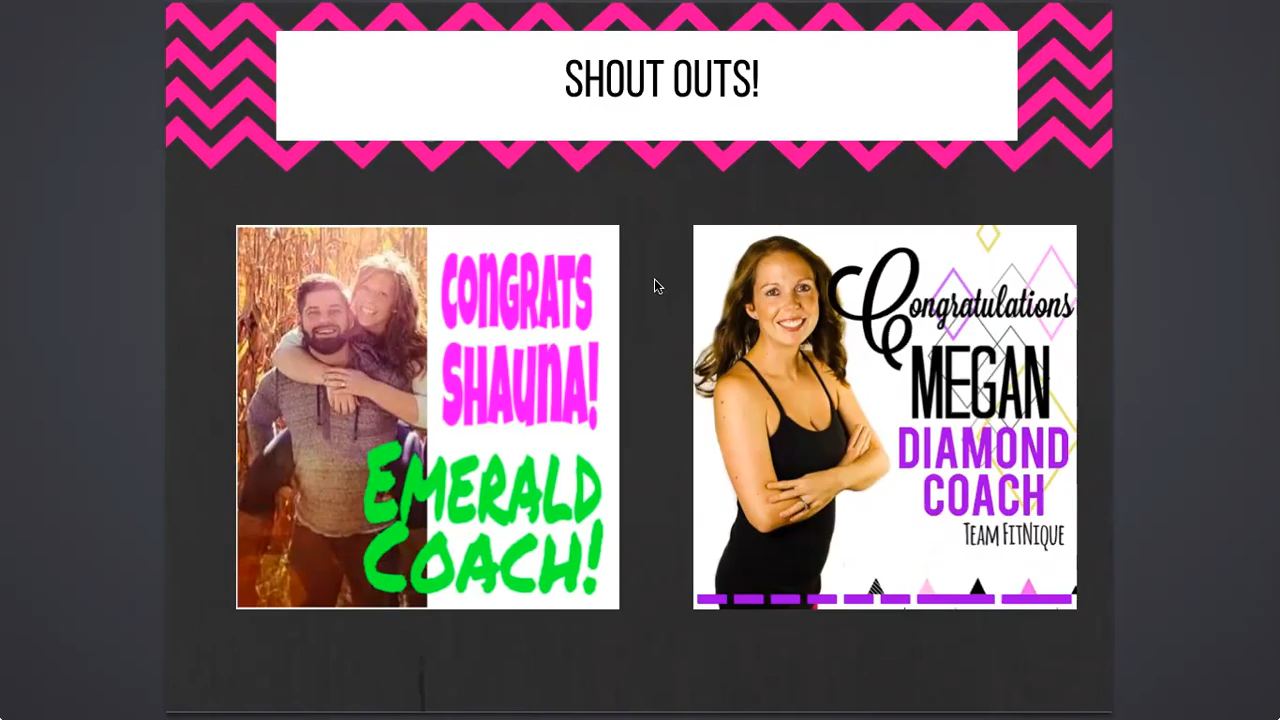 SHOUT OUTS!
CONGRATS
SHAUNA!
EMERALD
COACH!
Congratulations
MEGAN
DIAMOND
COACH
TEAM FITNIQUE